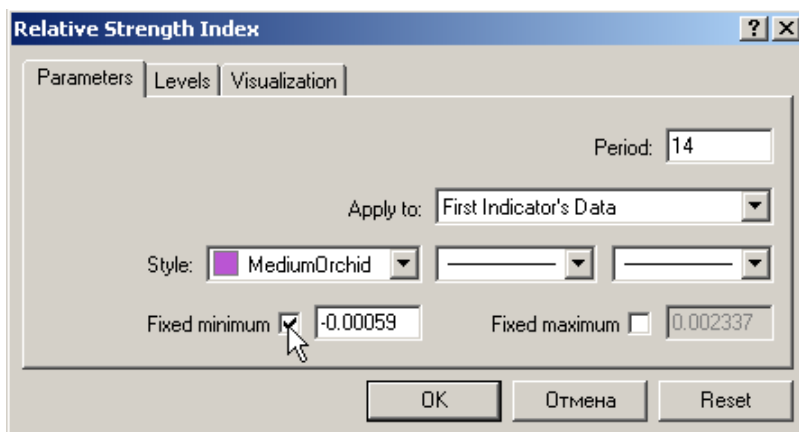 Relative Strength Index
Parameters Levels Visualization
Period: 14
Apply to: First Indicator's Data
Style: MediumOrchid
Fixed minimum -0.00059 Fixed maximum 0.002337
OK Отмена Reset